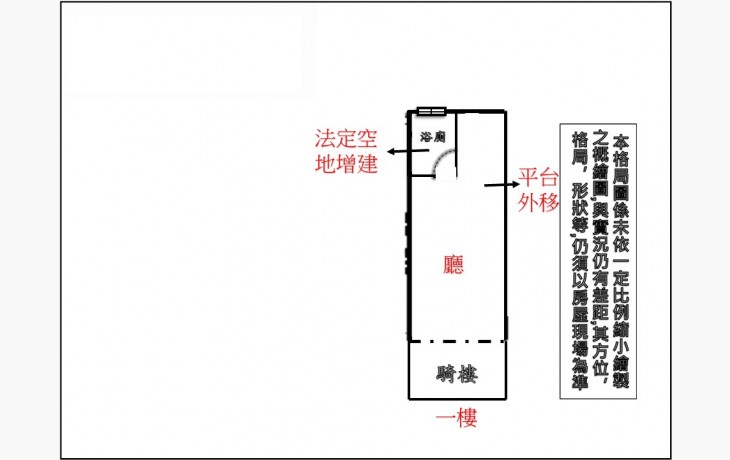 浴廁
法定空
地增建
平台
外移
廳
騎樓
一樓
本格局圖係未依一定比例縮小繪製
之概繪圖,與實況仍有差距,其方位,
格局,形狀等,仍須以房屋現場為準